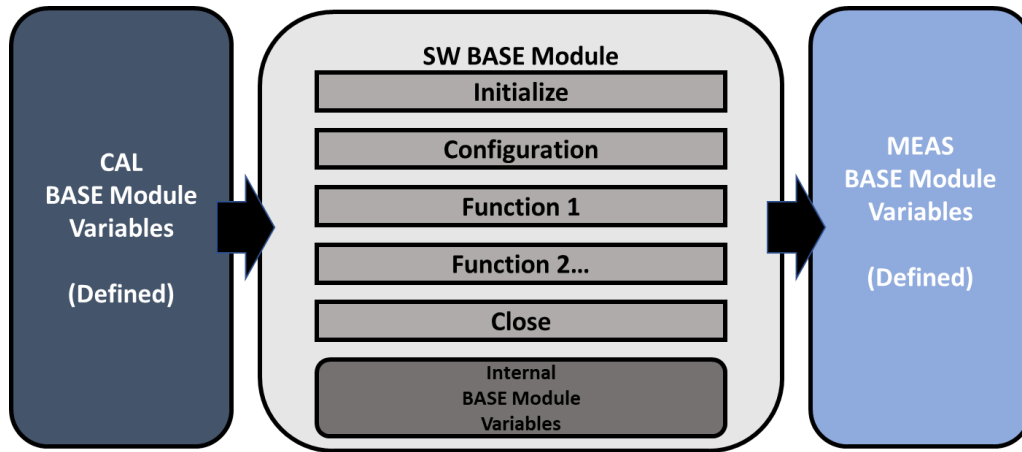 CAL
BASE Module
Variables
(Defined)
SW BASE Module
Initialize
Configuration
Function 1
Function 2...
Close
Internal
BASE Module
Variables
MEAS
BASE Module
Variables
(Defined)